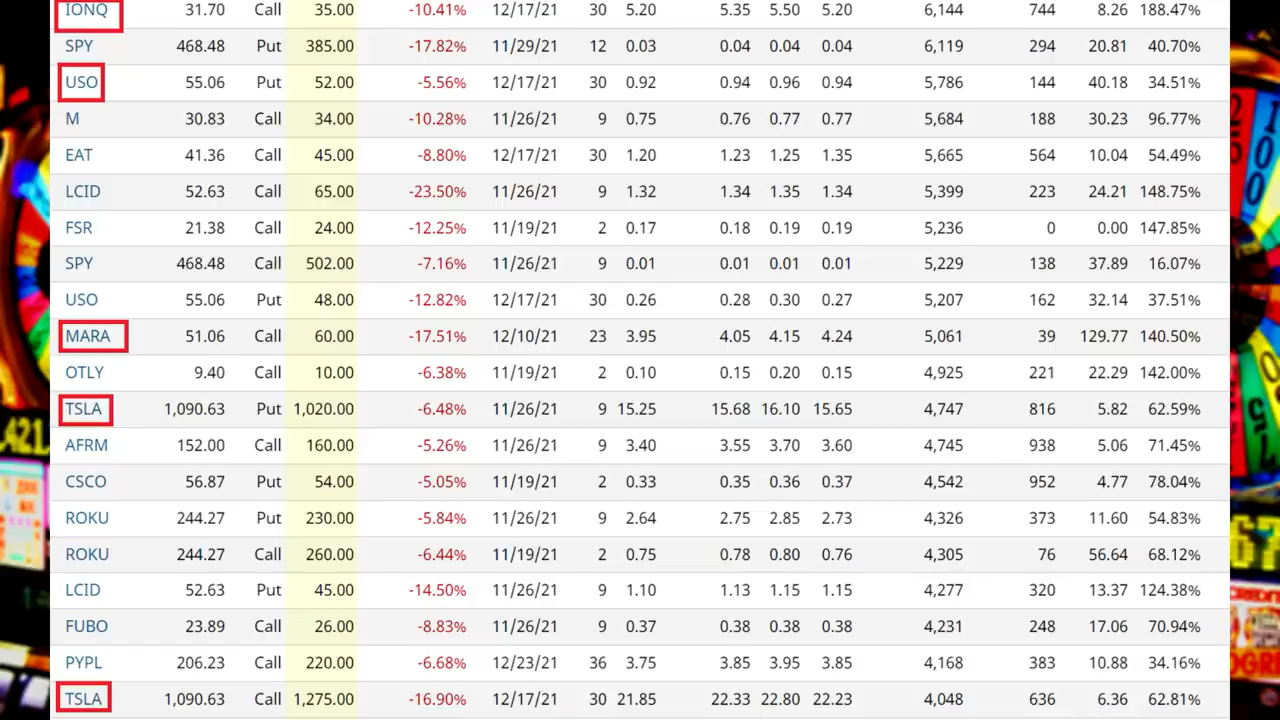 IONQ 31.70 Call 35.00 -10.41% 12/17/21 30 5.20 5.35 5.50 5.20 6,144 744 8.26 188.47%
SPY 468.48 Put 385.00 -17.82% 11/29/21 12 0.03 0.04 0.04 0.04 6,119 294 20.81 40.70%
USO 55.06 Put 52.00 -5.56% 12/17/21 30 0.92 0.94 0.96 0.94 5,786 144 40.18 34.51%
M 30.83 Call 34.00 -10.28% 11/26/21 9 0.75 0.76 0.77 0.77 5,684 188 30.23 96.77%
EAT 41.36 Call 45.00 -8.80% 12/17/21 30 1.20 1.23 1.25 1.35 5,665 564 10.04 54.49%
LCID 52.63 Call 65.00 -23.50% 11/26/21 9 1.32 1.34 1.35 1.34 5,399 223 24.21 148.75%
FSR 21.38 Call 24.00 -12.25% 11/19/21 2 0.17 0.18 0.19 0.19 5,236 0 0.00 147.85%
SPY 468.48 Call 502.00 -7.16% 11/26/21 9 0.01 0.01 0.01 0.01 5,229 138 37.89 16.07%
USO 55.06 Put 48.00 -12.82% 12/17/21 30 0.26 0.28 0.30 0.27 5,207 162 32.14 37.51%
MARA 51.06 Call 60.00 -17.51% 12/10/21 23 3.95 4.05 4.15 4.24 5,061 39 129.77 140.50%
OTLY 9.40 Call 10.00 -6.38% 11/19/21 2 0.10 0.15 0.20 0.15 4,925 221 22.29 142.00%
TSLA 1,090.63 Put 1,020.00 -6.48% 11/26/21 9 15.25 15.68 16.10 15.65 4,747 816 5.82 62.59%
AFRM 152.00 Call 160.00 -5.26% 11/26/21 9 3.40 3.55 3.70 3.60 4,745 938 5.06 71.45%
CSCO 56.87 Put 54.00 -5.05% 11/19/21 2 0.33 0.35 0.36 0.37 4,542 952 4.77 78.04%
ROKU 244.27 Put 230.00 -5.84% 11/26/21 9 2.64 2.75 2.85 2.73 4,326 373 11.60 54.83%
ROKU 244.27 Call 260.00 -6.44% 11/19/21 2 0.75 0.78 0.80 0.76 4,305 76 56.64 68.12%
LCID 52.63 Put 45.00 -14.50% 11/26/21 9 1.10 1.13 1.15 1.15 4,277 320 13.37 124.38%
FUBO 23.89 Call 26.00 -8.83% 11/26/21 9 0.37 0.38 0.38 0.38 4,231 248 17.06 70.94%
PYPL 206.23 Call 220.00 -6.68% 12/23/21 36 3.75 3.85 3.95 3.85 4,168 383 10.88 34.16%
TSLA 1,090.63 Call 1,275.00 -16.90% 12/17/21 30 21.85 22.33 22.80 22.23 4,048 636 6.36 62.81%